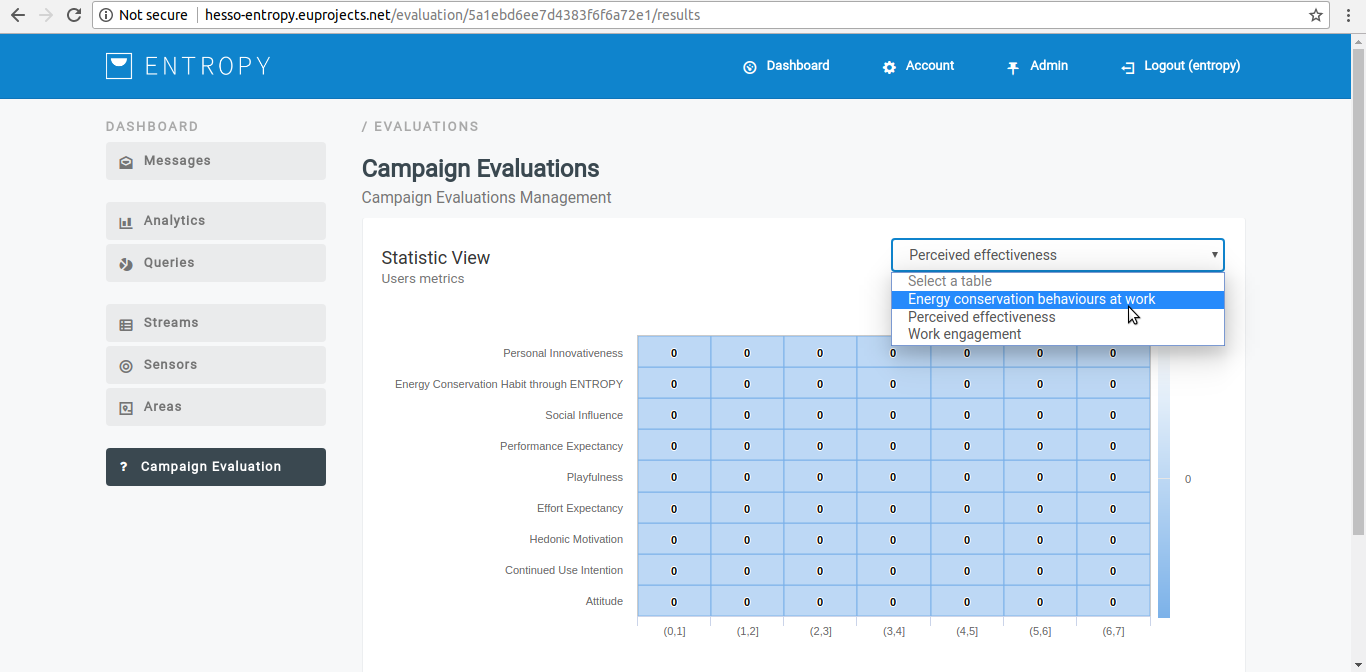 Not secure hesso-entropy.euprojects.net/evaluation/5a1ebd6ee7d4383f6f6a72e1/results
ENTROPY
Dashboard Account Admin Logout (entropy)
DASHBOARD
Messages
Analytics
Queries
Streams
Sensors
Areas
? Campaign Evaluation
/ EVALUATIONS
Campaign Evaluations
Campaign Evaluations Management
Statistic View
Users metrics
Perceived effectiveness
Select a table
Energy conservation behaviours at work
Perceived effectiveness
Work engagement
Personal Innovativeness 0 0 0 0 0 0 0
Energy Conservation Habit through ENTROPY 0 0 0 0 0 0 0
Social Influence 0 0 0 0 0 0 0
Performance Expectancy 0 0 0 0 0 0 0
Playfulness 0 0 0 0 0 0 0
Effort Expectancy 0 0 0 0 0 0 0
Hedonic Motivation 0 0 0 0 0 0 0
Continued Use Intention 0 0 0 0 0 0 0
Attitude 0 0 0 0 0 0 0
(0,1] (1,2] (2,3] (3,4] (4,5] (5,6] (6,7]
0